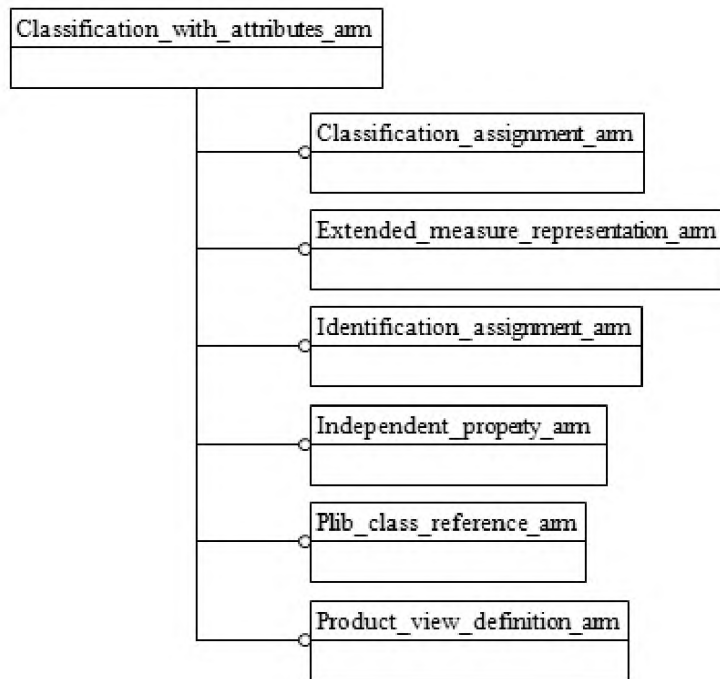 Classification_with_attributes_arm
Classification_assignment_arm
Extended_measure_representation_arm
Identification_assignment_arm
Independent_property_arm
Plib_class_reference_arm
Product_view_definition_arm